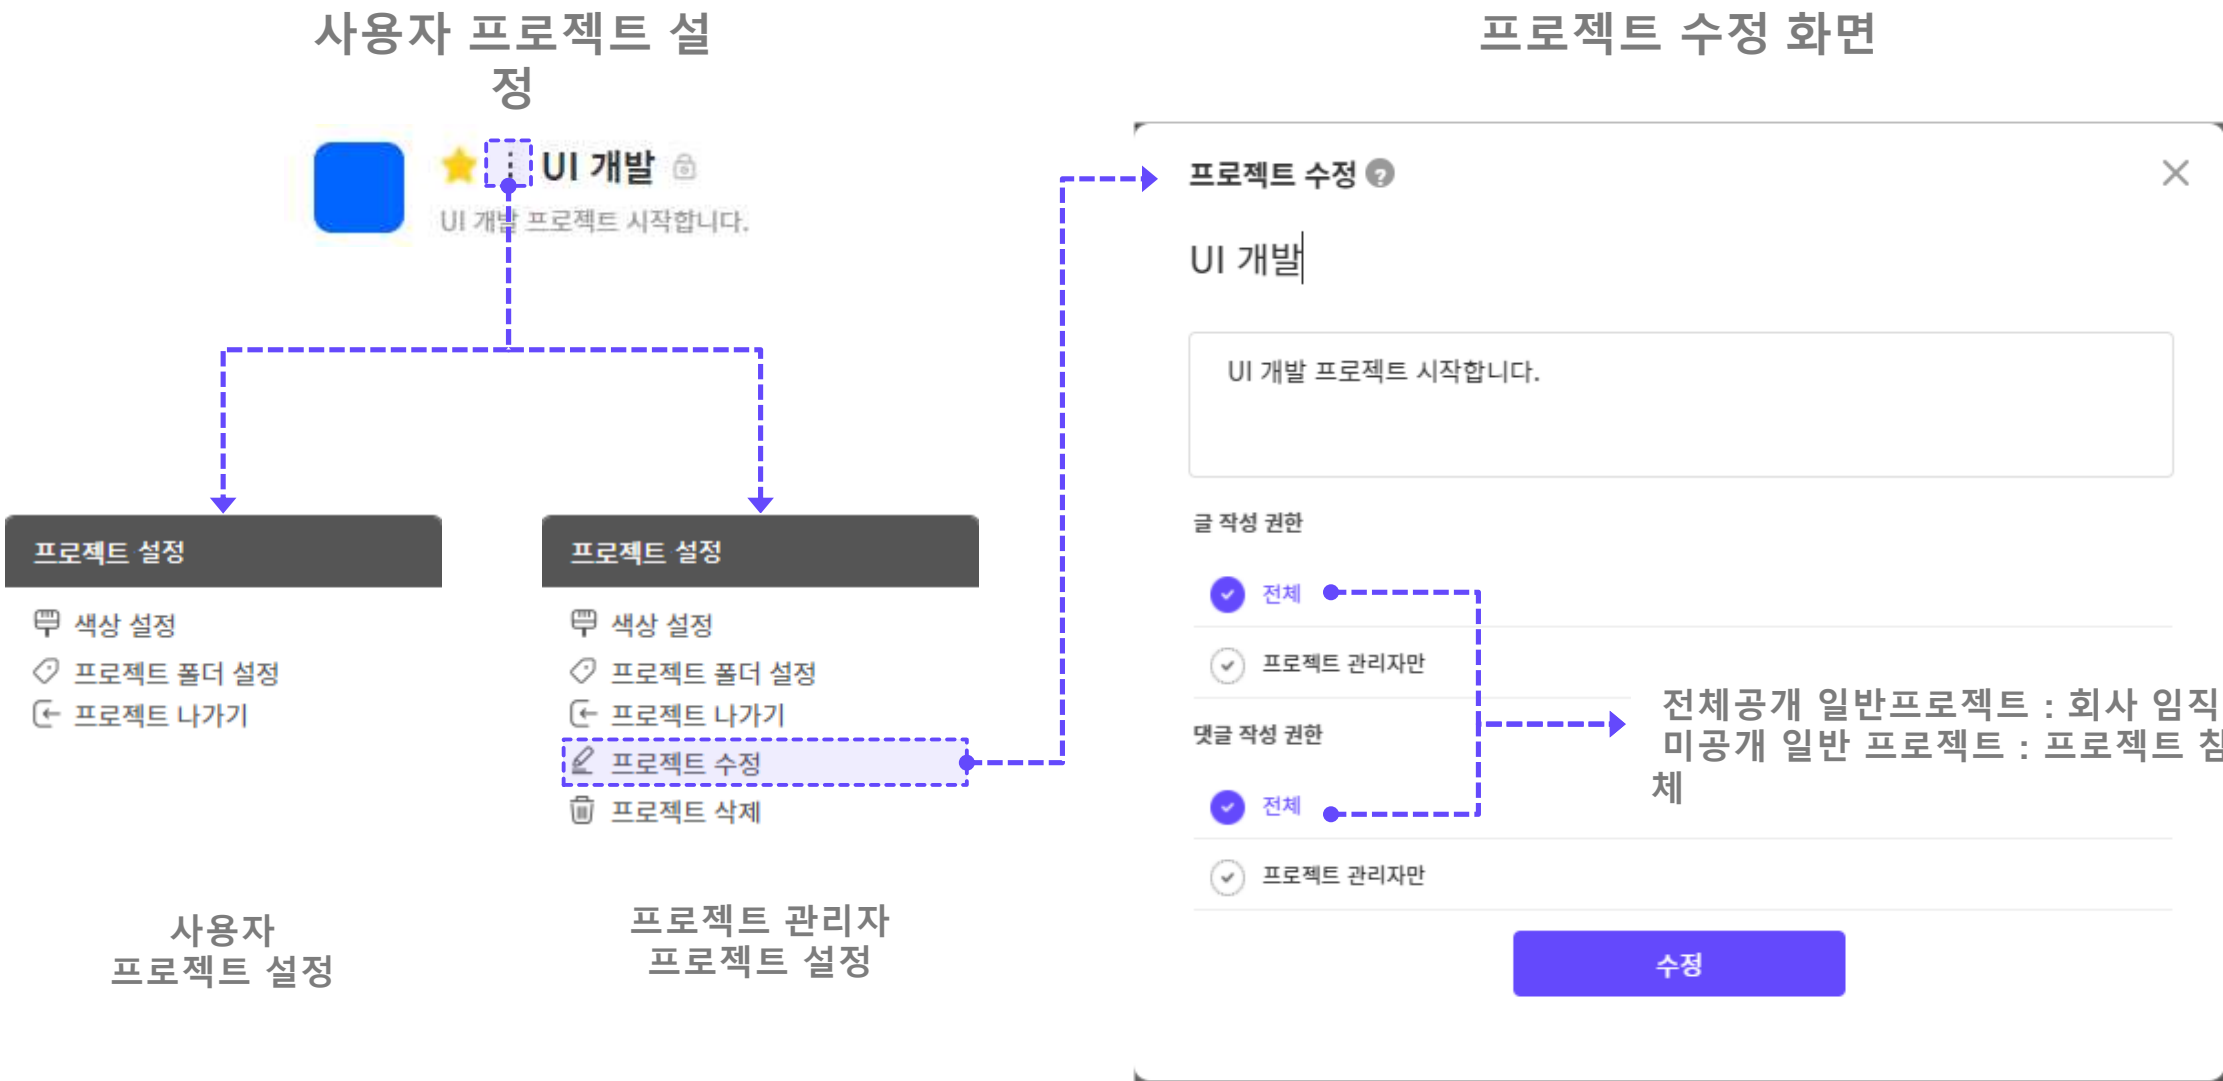 사용자 프로젝트 설
정
프로젝트 수정 화면
UI 개발
UI 개발 프로젝트 시작합니다.
프로젝트 설정
색상 설정
프로젝트 폴더 설정
프로젝트 나가기
사용자
프로젝트 설정
프로젝트 설정
색상 설정
프로젝트 폴더 설정
프로젝트 나가기
프로젝트 수정
프로젝트 삭제
프로젝트 관리자
프로젝트 설정
프로젝트 수정 ?
UI 개발
UI 개발 프로젝트 시작합니다.
글 작성 권한
전체
프로젝트 관리자만
댓글 작성 권한
전체
프로젝트 관리자만
전체공개 일반프로젝트 : 회사 임직
미공개 일반 프로젝트 : 프로젝트
체
수정